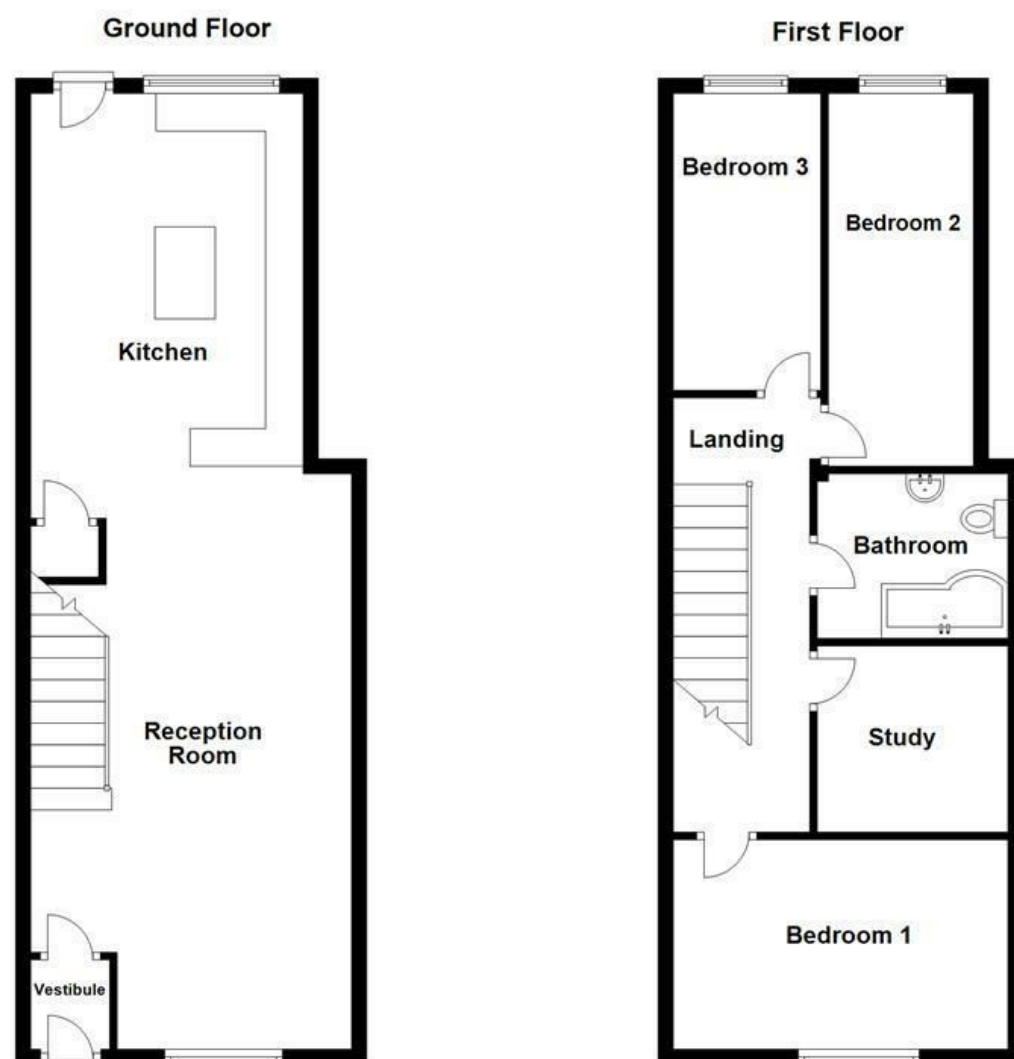 Ground Floor
Kitchen
Reception
Room
Vestibule
First Floor
Bedroom 3
Bedroom 2
Landing
Bathroom
Study
Bedroom 1